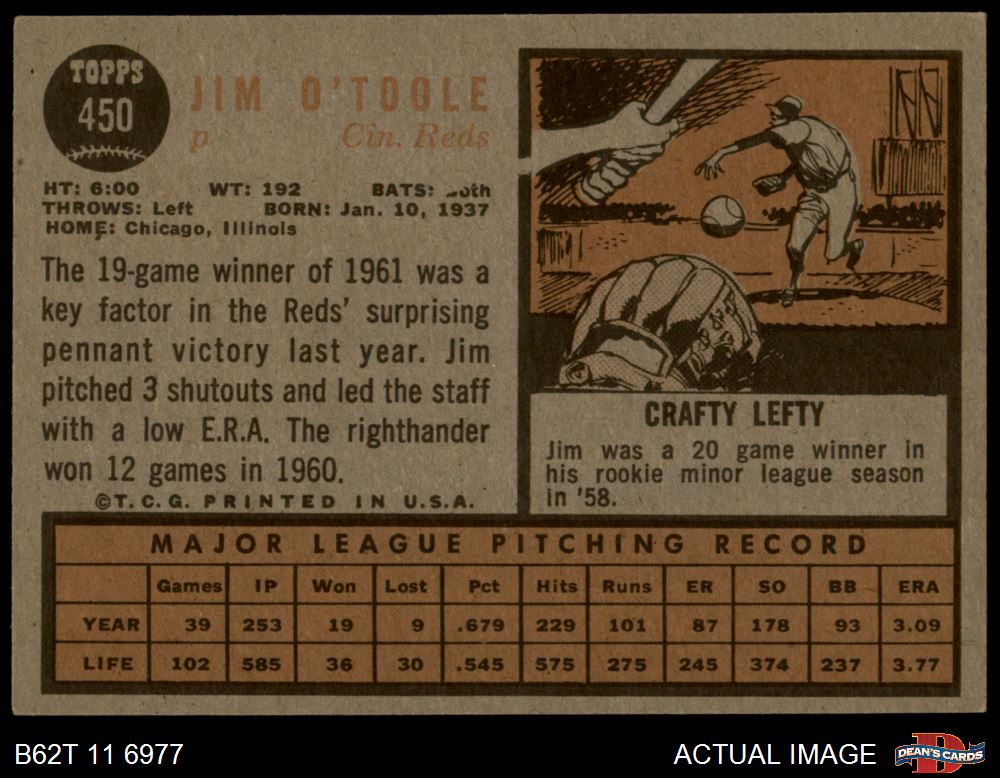 TOPPS
450
JIM O'TOOLE
p Cin. Reds
HT: 6:00 WT: 192 BATS:
THROWS: Left BORN: Jan. 10, 1937
HOME: Chicago, Illinois
The 19-game winner of 1961 was a
key factor in the Reds' surprising
pennant victory last year. Jim
pitched 3 shutouts and led the staff
with a low E.R.A. The righthander
won 12 games in 1960.
©T.C.G. PRINTED IN U.S.A.
CRAFTY LEFTY
Jim was a 20 game winner in
his rookie minor league season
in '58.
MAJOR LEAGUE PITCHING RECORD
Games IP Won Lost Pct Hits Runs ER SO BB ERA
YEAR 39 253 19 9 .679 229 101 87 178 93 3.09
LIFE 102 585 36 30 .545 575 275 245 374 237 3.77
B62T 11 6977 ACTUAL IMAGE
D
DEAN'S CARDS